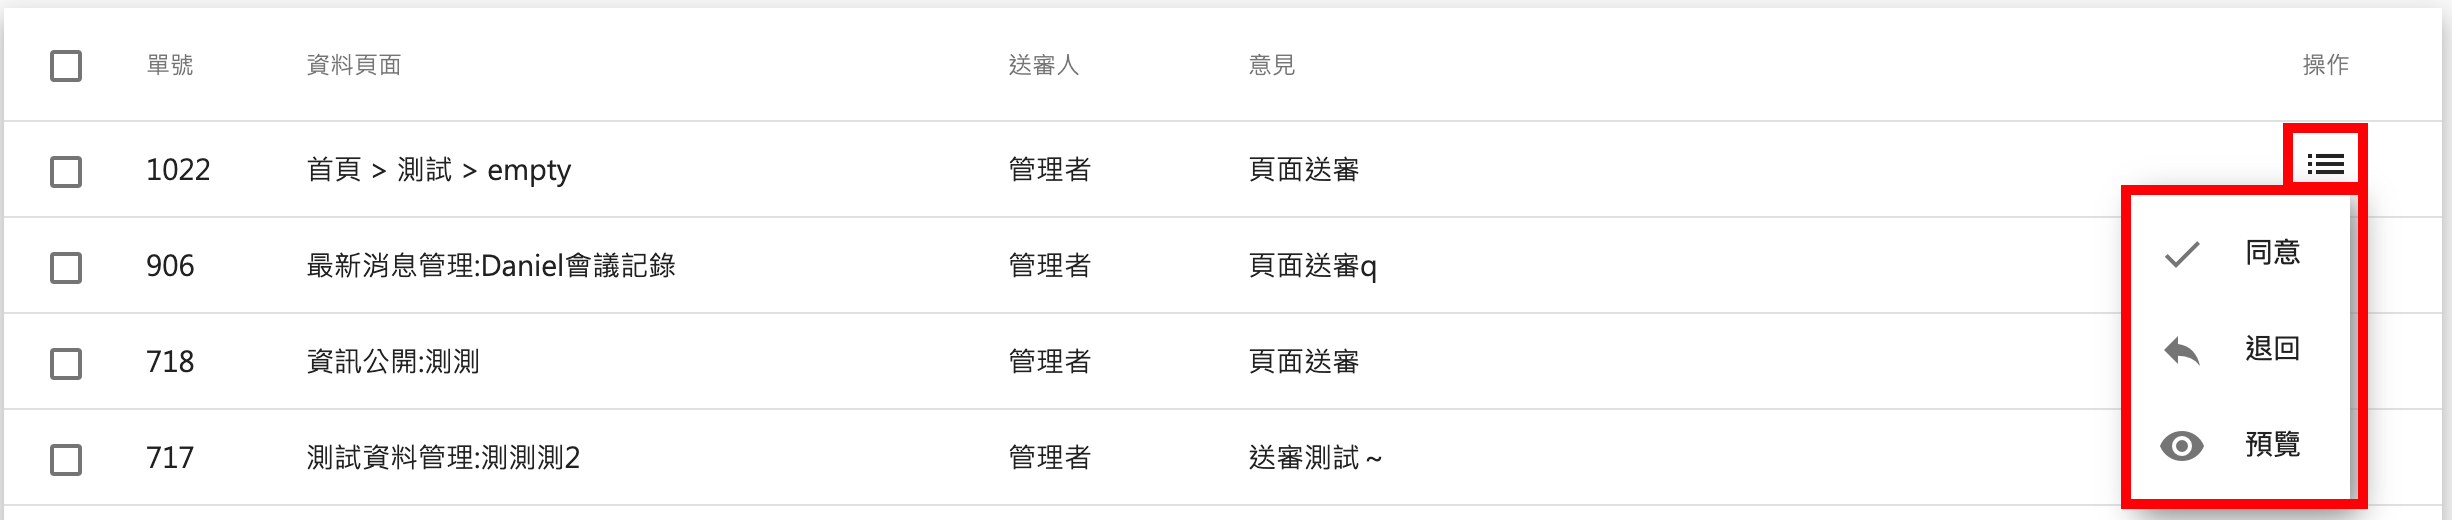 單號 資料頁面 送審人 意見 操作
1022 首頁 > 測試 > empty 管理者 頁面送審
同意
906 最新消息管理:Daniel會議記錄 管理者 頁面送審q
退回
718 資訊公開:測測 管理者 頁面送審
預覽
717 測試資料管理:測測測2 管理者 送審測試～